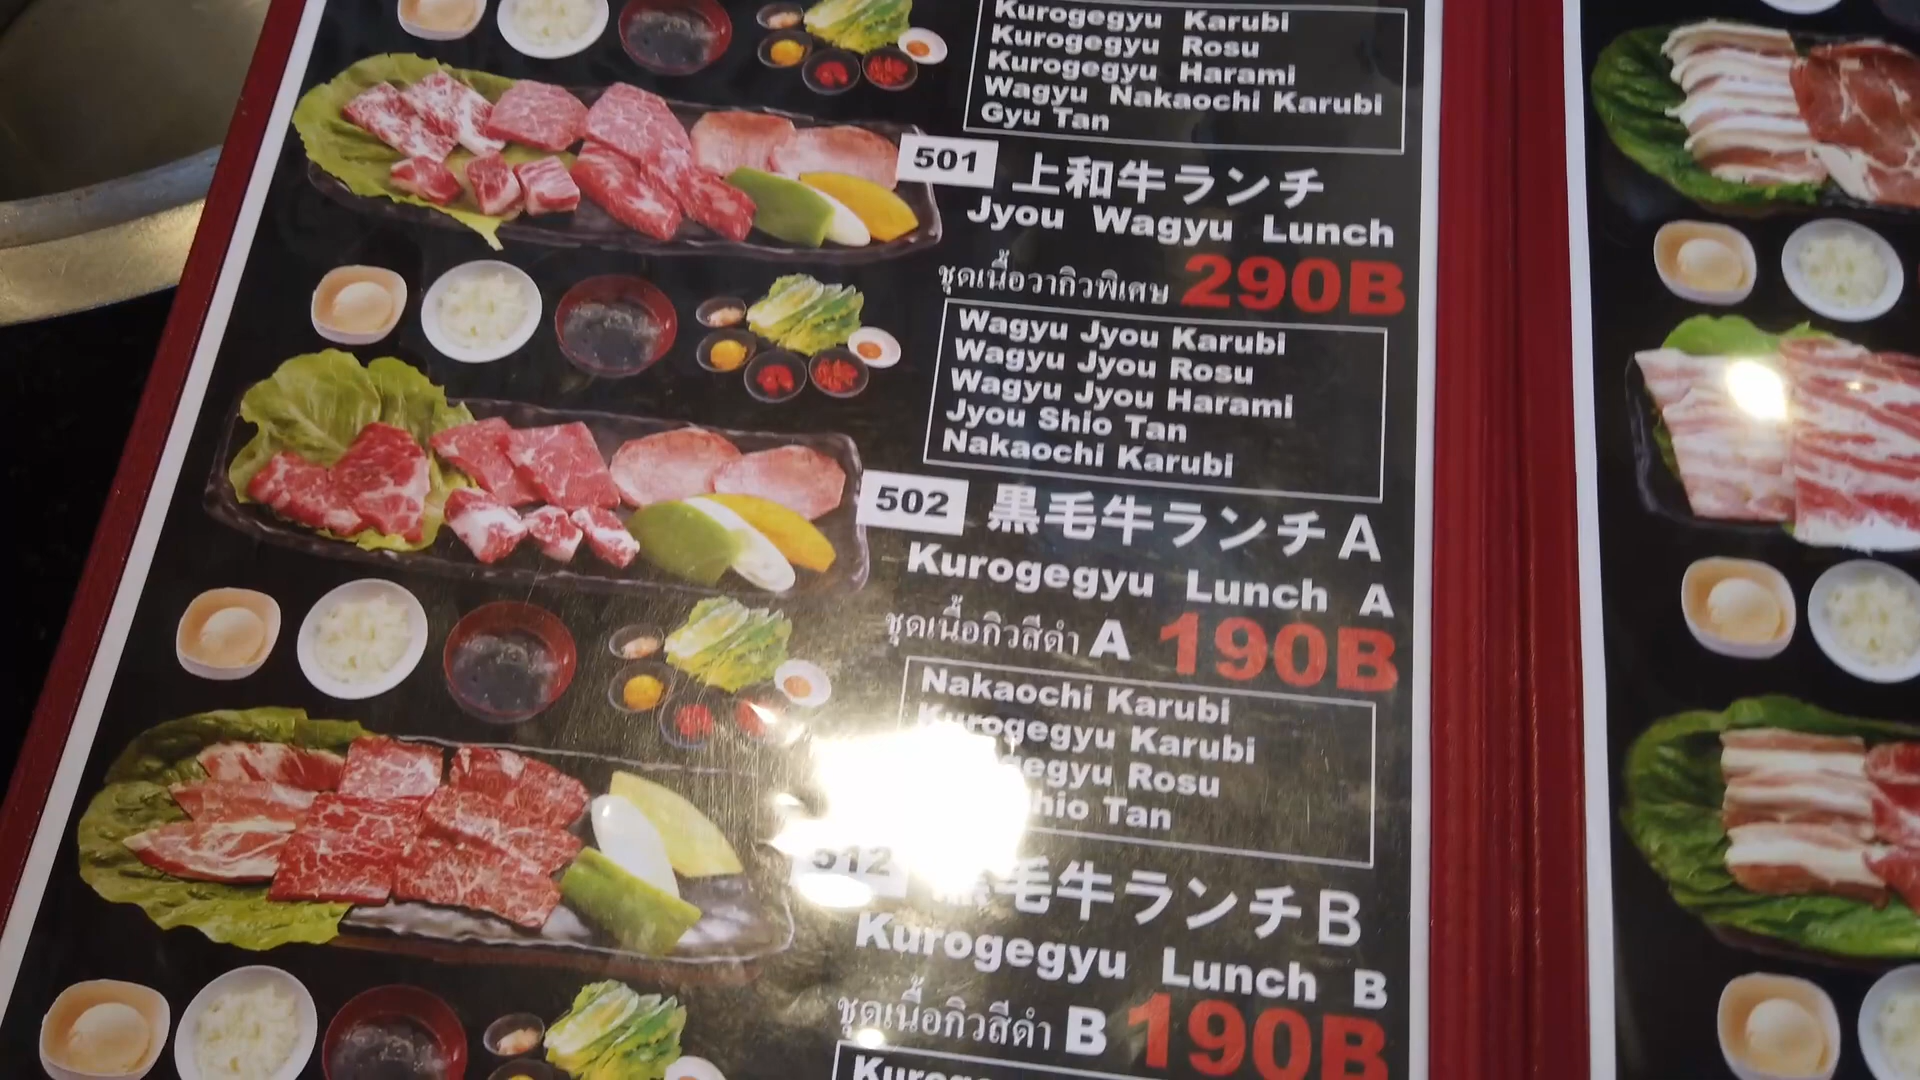 Kurogegyu Karubi
Kurogegyu Rosu
Kurogegyu Harami
Wagyu Nakaochi Karubi
Gyu Tan
501 上和牛ランチ
Jyou Wagyu Lunch
ชุดเนื้อวากิวพิเศษ 290B
Wagyu Jyou Karubi
Wagyu Jyou Rosu
Wagyu Jyou Harami
Jyou Shio Tan
Nakaochi Karubi
502 黒毛牛ランチA
Kurogegyu Lunch A
ชุดเนื้อกิวสีดำ A 190B
Nakaochi Karubi
Kurogegyu Karubi
Rosu
Tan
512 毛牛ランチB
Kurogegyu Lunch B
ชุดเนื้อกิวสีดำ B 190B